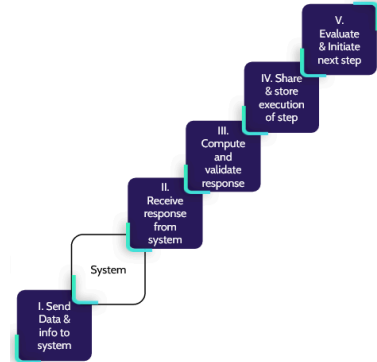 V.
Evaluate
& Initiate
next step
IV. Share
& store
execution
of step
III.
Compute
and
validate
response
II.
Receive
response
from
system
System
I. Send
Data &
info to
system